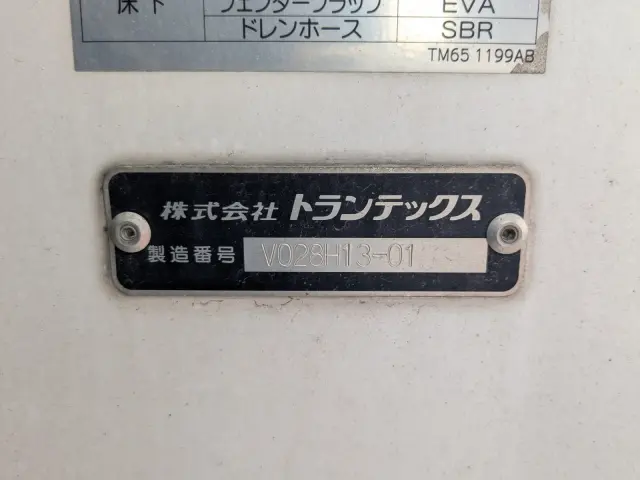 床下 フェンダーフラップ EVA
ドレンホース SBR
TM65 1199AB
株式会社 トランテックス
製造番号 V028H13-01